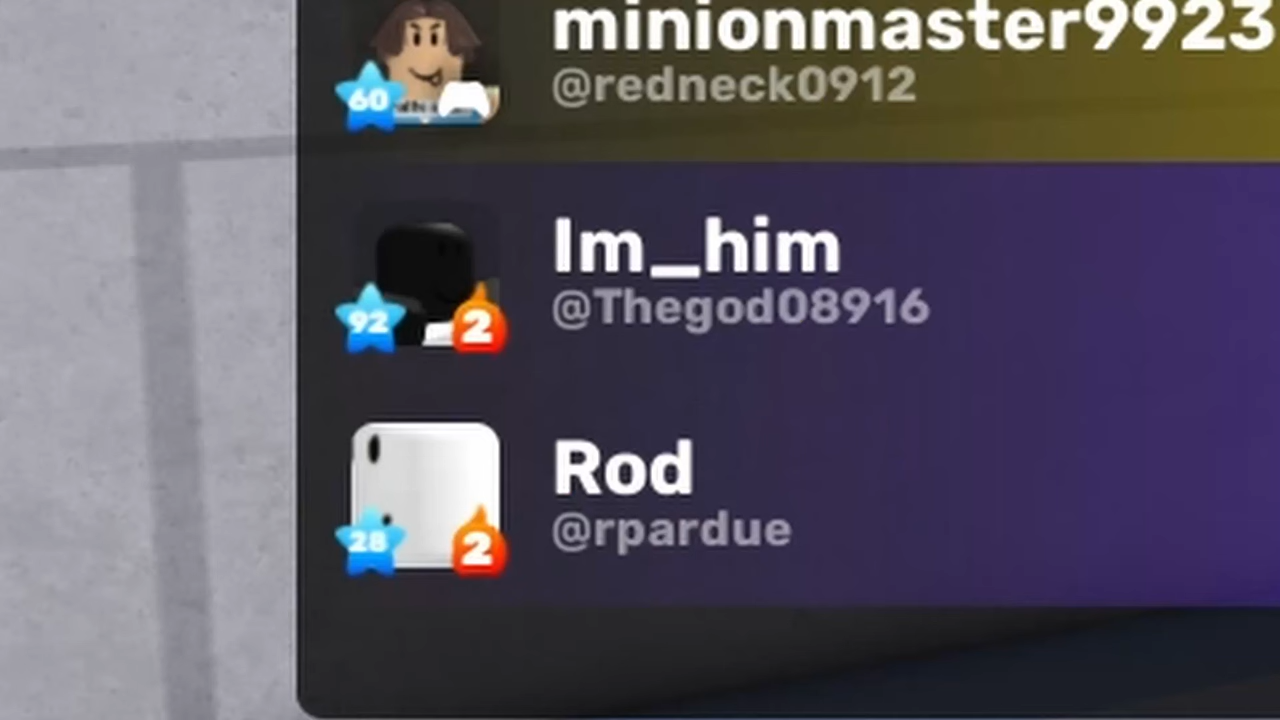 minionmaster9923
@redneck0912
60
Im_him
@Thegod08916
92
2
Rod
@rpardue
28
2